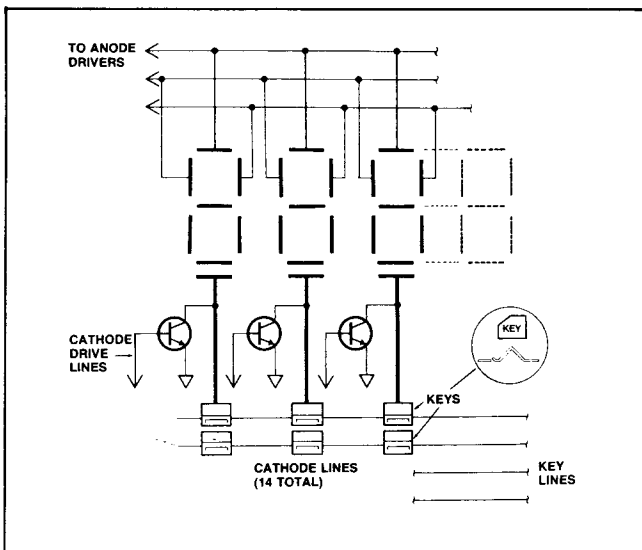 TO ANODE
DRIVERS
KEY
CATHODE
DRIVE
LINES
KEYS
CATHODE LINES
(14 TOTAL)
KEY
LINES